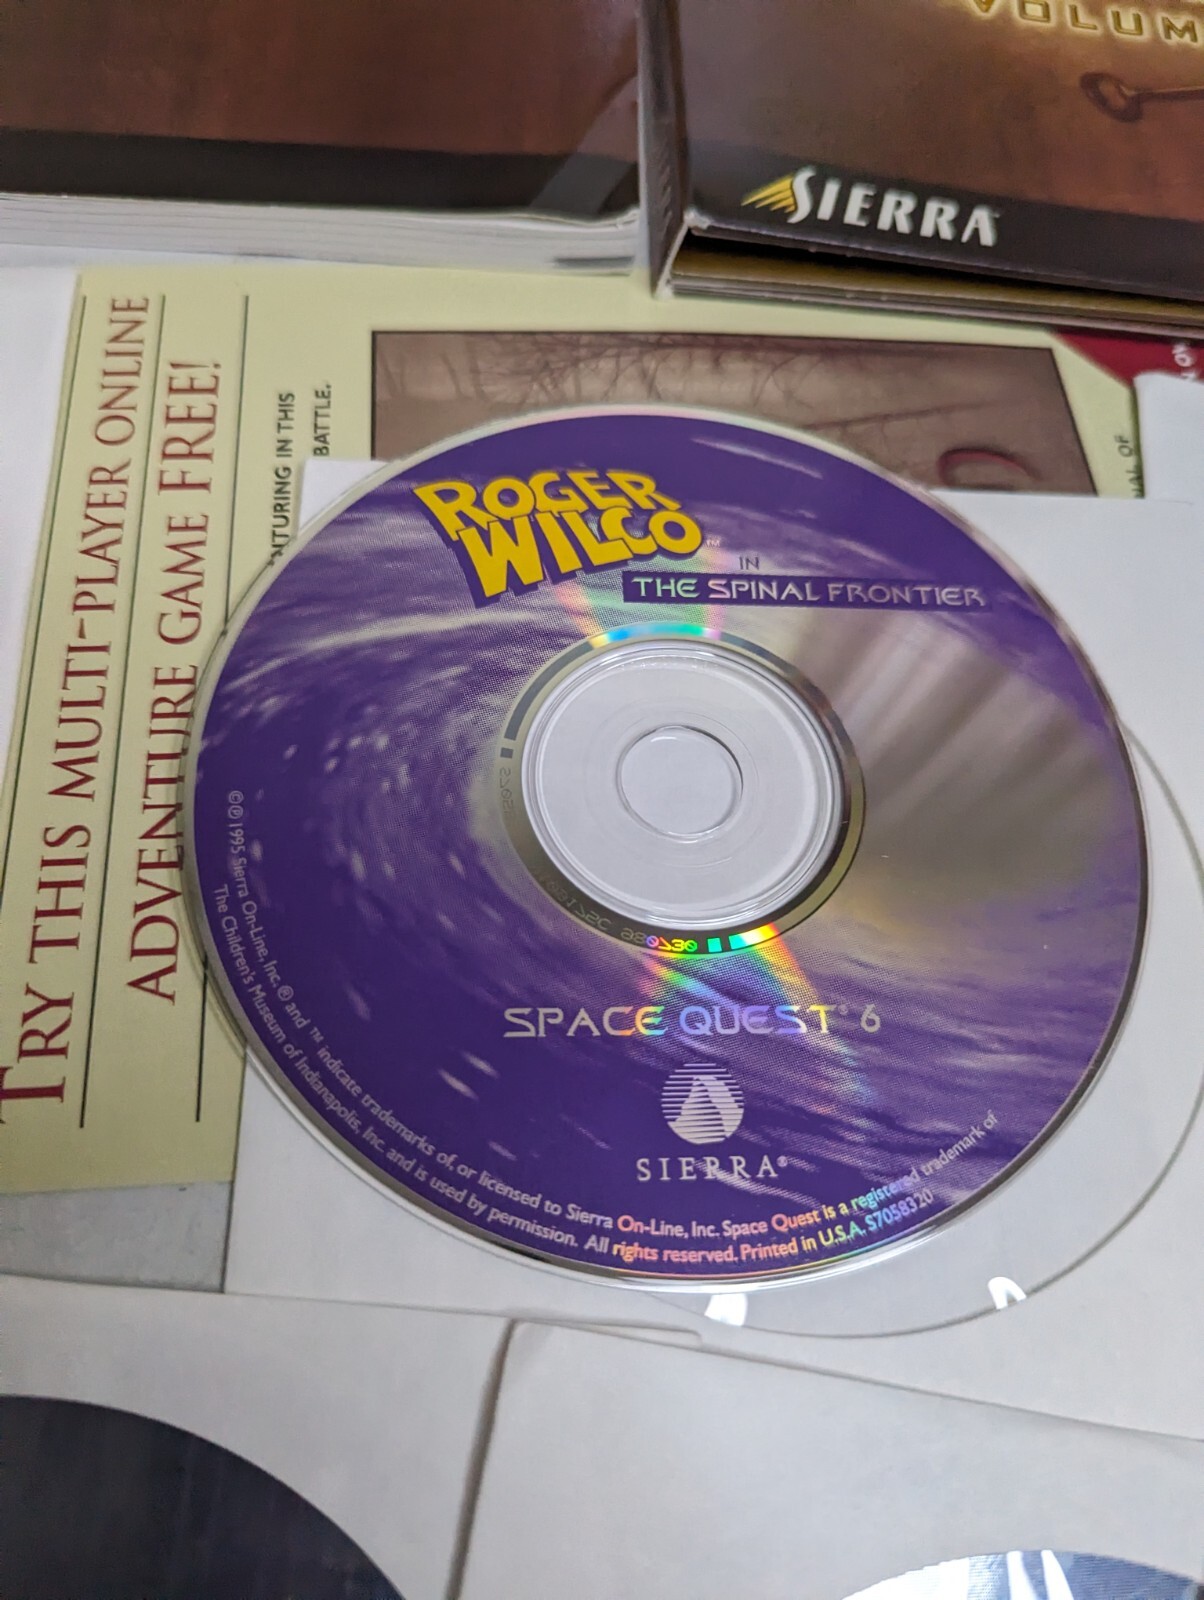 VOLUM
SIERRA
TRY THIS MULTI-PLAYER ONLINE
ADVENTURE GAME FREE!
NTURING IN THIS
BATTLE.
ROGER
WILCO™
IN
THE SPINAL FRONTIER
980730
SPACE QUEST® 6
SIERRA®
©℗1995 Sierra On-Line, Inc. ® and ™ indicate trademarks of, or licensed to Sierra On-Line, Inc. Space Quest is a registered trademark of
The Children's Museum of Indianapolis, Inc. and is used by permission. All rights reserved. Printed in U.S.A. S7058320